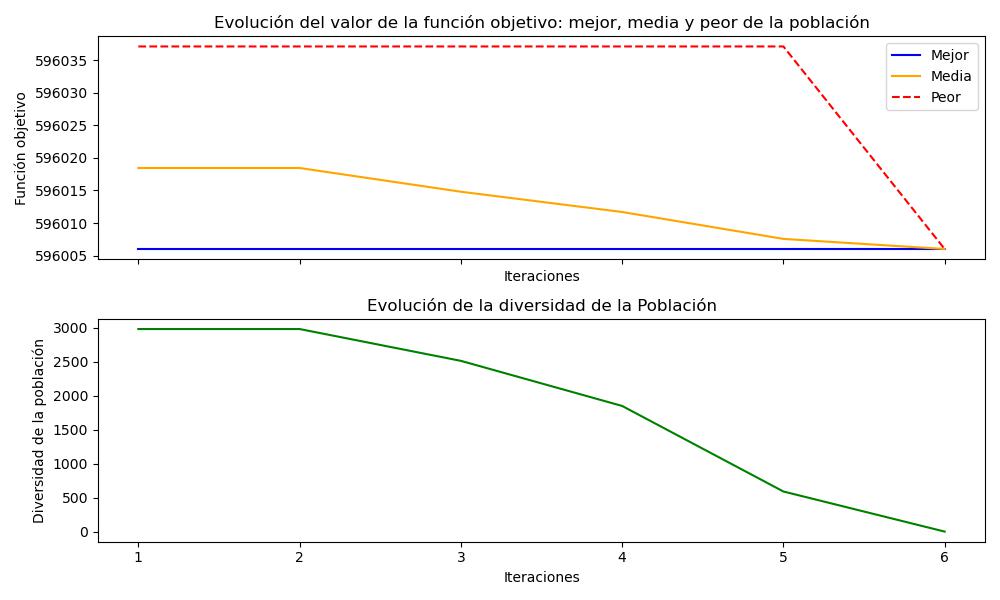 Evolución del valor de la función objetivo: mejor, media y peor de la población
Función objetivo
596035
596030
596025
596020
596015
596010
596005
Mejor
Media
Peor
Iteraciones
Evolución de la diversidad de la Población
Diversidad de la población
3000
2500
2000
1500
1000
500
0
1 2 3 4 5 6
Iteraciones